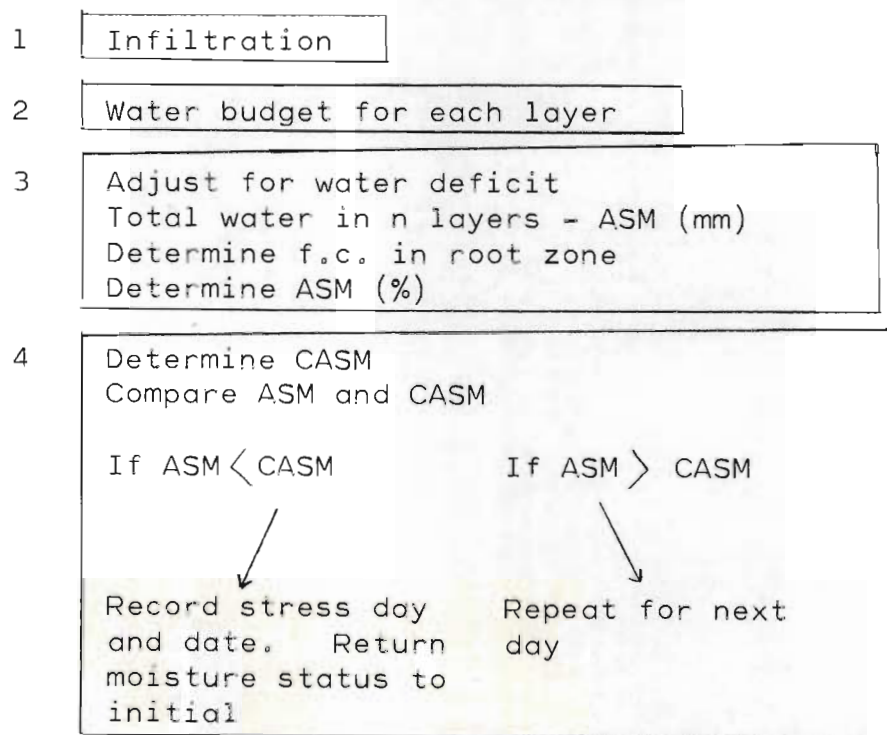 1 Infiltration
2 Water budget for each layer
3 Adjust for water deficit
Total water in n layers - ASM (mm)
Determine f.c. in root zone
Determine ASM (%)
4 Determine CASM
Compare ASM and CASM
If ASM < CASM If ASM > CASM
Record stress day Repeat for next
and date. Return day
moisture status to
initial